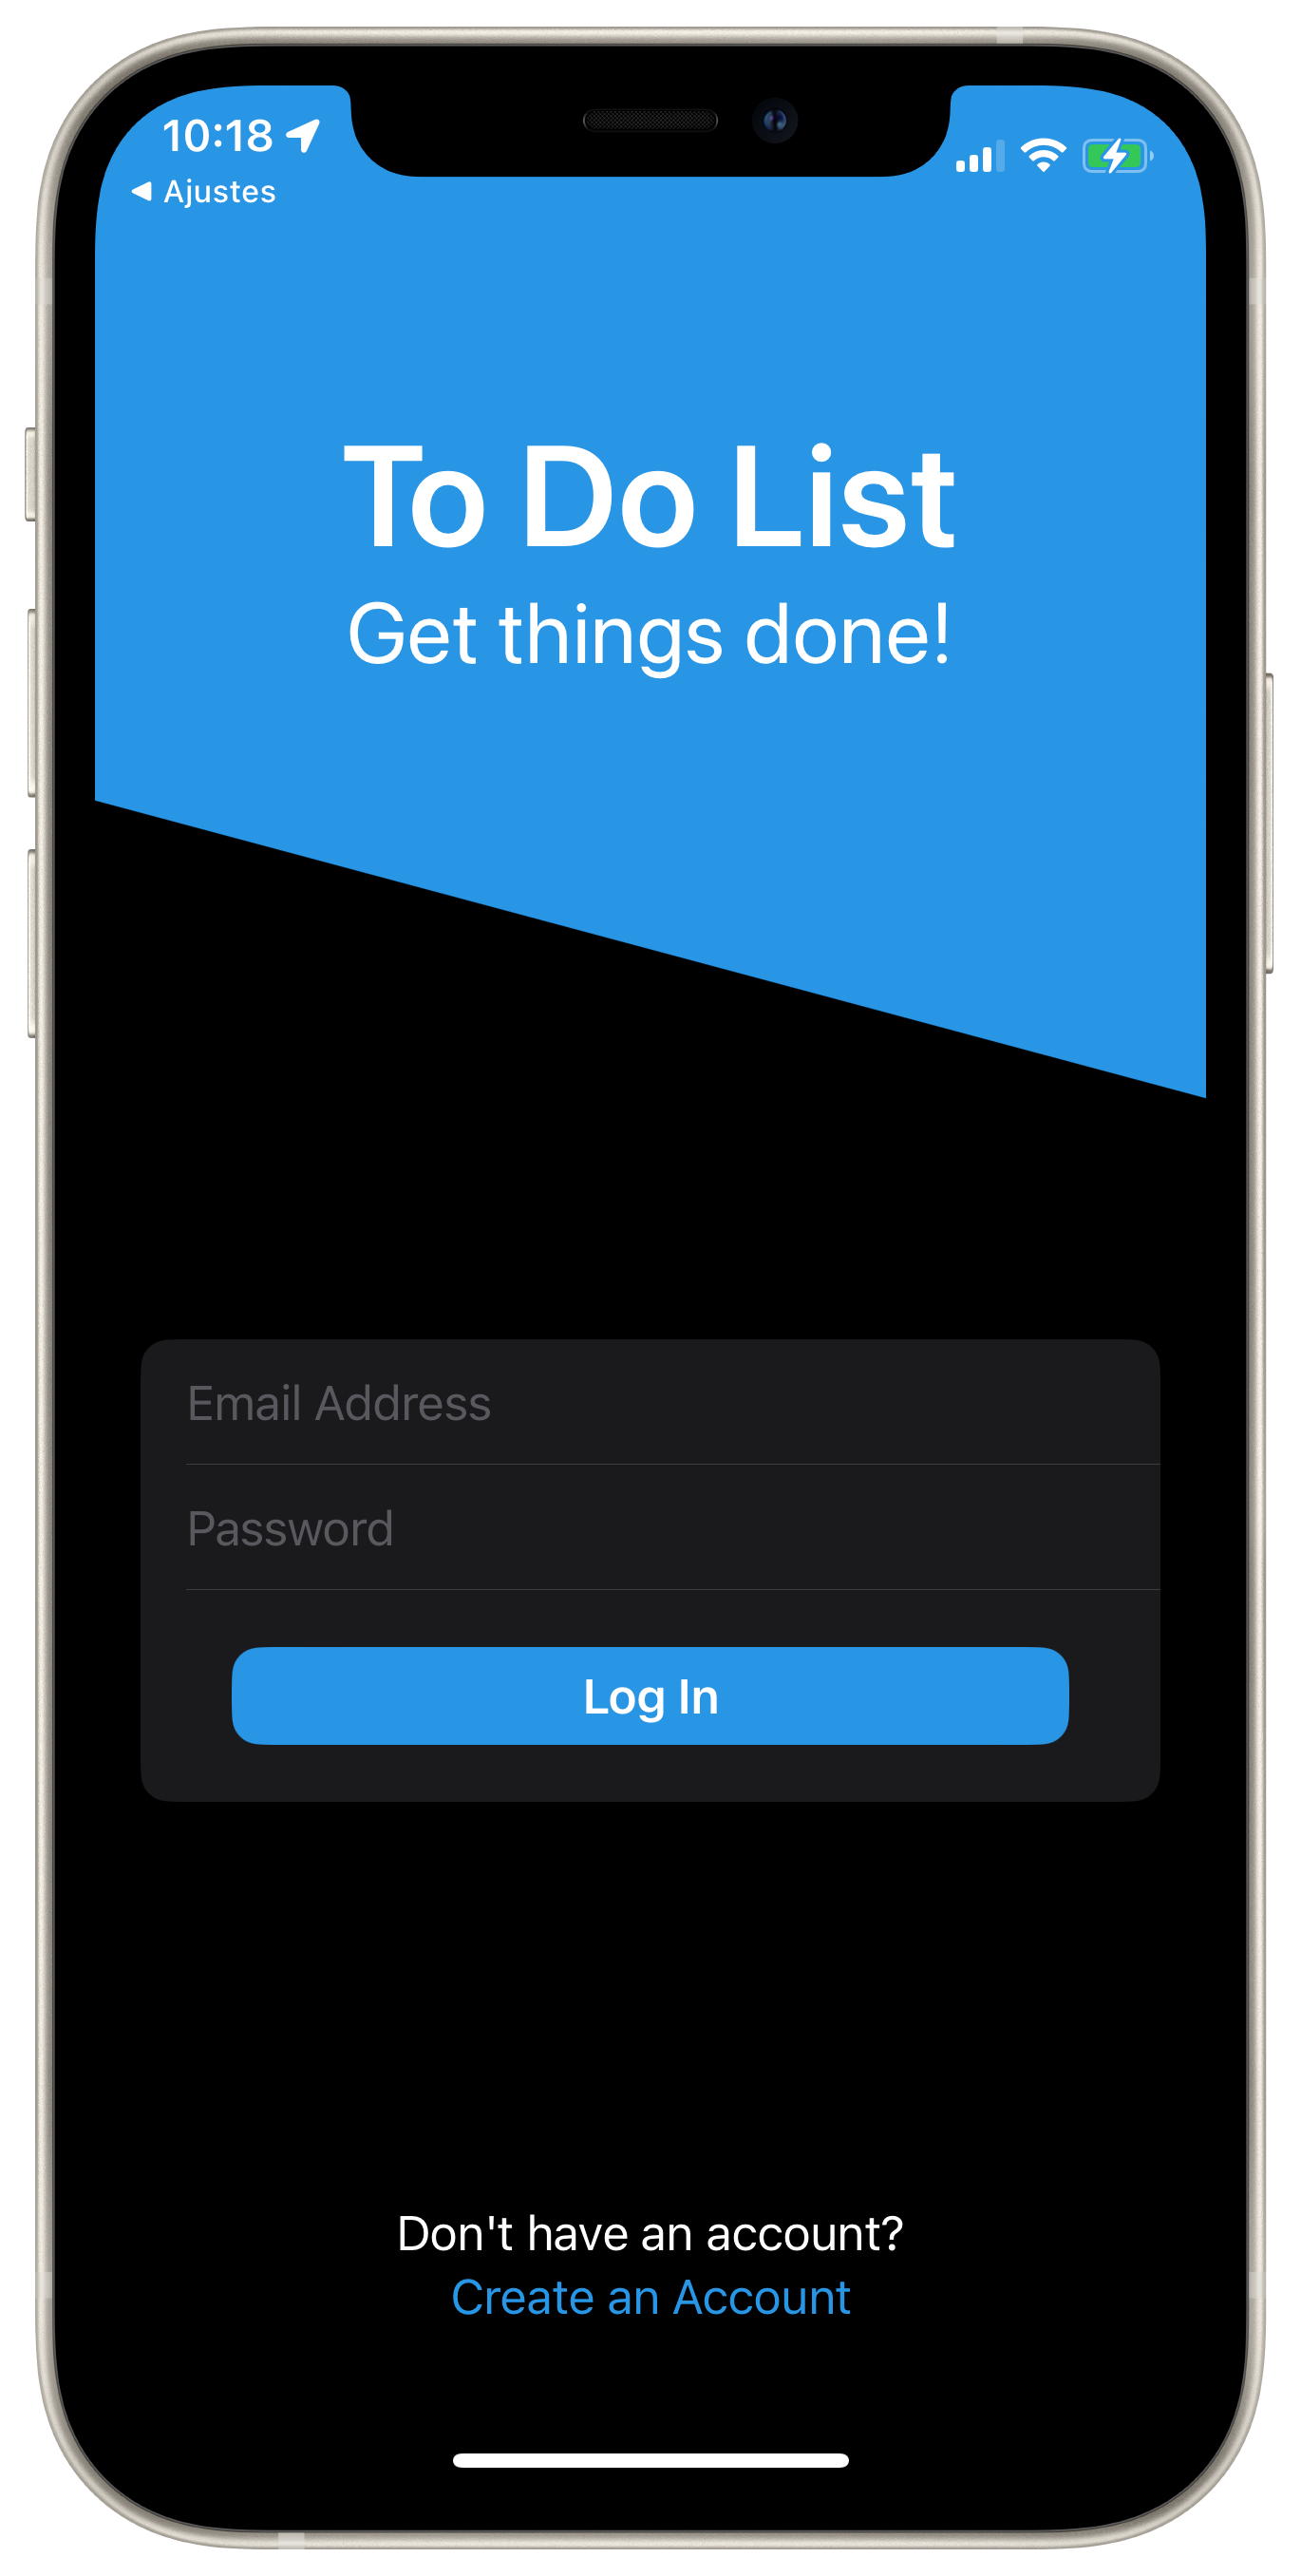 10:18
Ajustes
To Do List
Get things done!
Email Address
Password
Log In
Don't have an account?
Create an Account